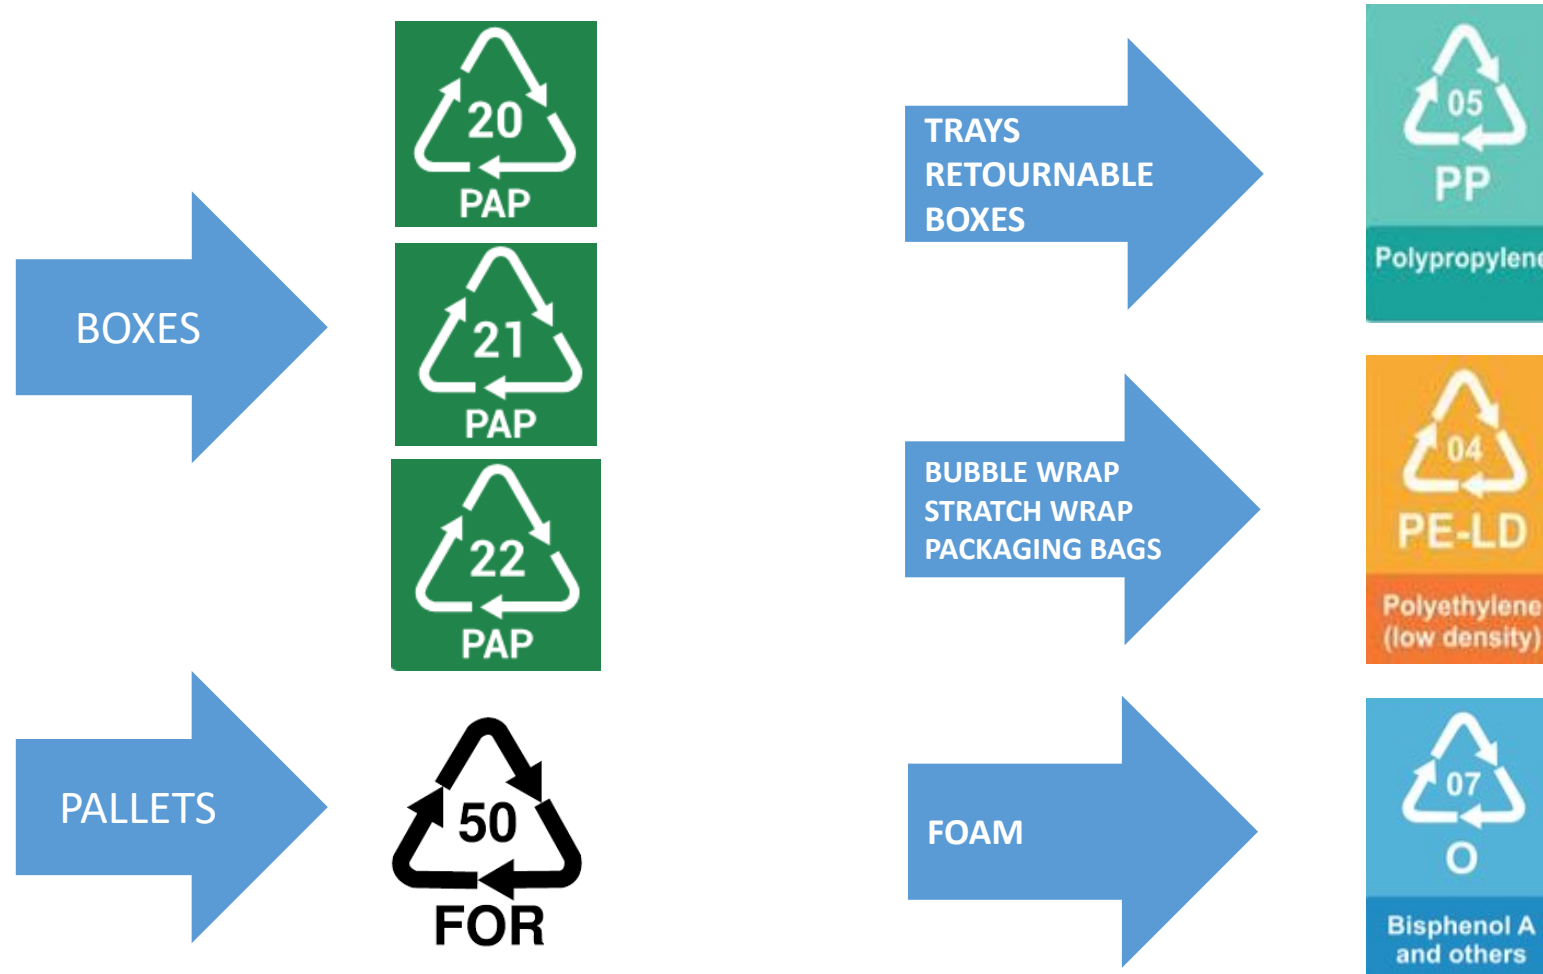 BOXES
20
PAP
21
PAP
22
PAP
PALLETS
50
FOR
TRAYS
RETOURNABLE
BOXES
05
PP
Polypropylene
BUBBLE WRAP
STRATCH WRAP
PACKAGING BAGS
04
PE-LD
Polyethylene
(low density)
FOAM
07
O
Bisphenol A
and others